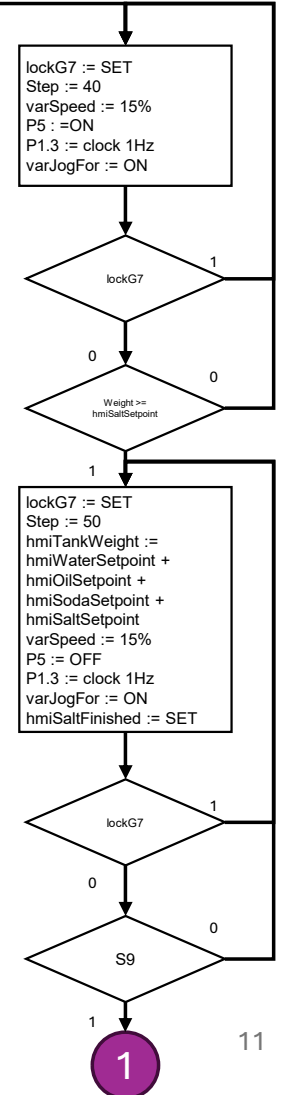 lockG7 := SET
Step := 40
varSpeed := 15%
P5 : =ON
P1.3 := clock 1Hz
varJogFor := ON
lockG7
1
0
Weight >=
hmiSaltSetpoint
0
1
lockG7 := SET
Step := 50
hmiTankWeight :=
hmiWaterSetpoint +
hmiOilSetpoint +
hmiSodaSetpoint +
hmiSaltSetpoint
varSpeed := 15%
P5 := OFF
P1.3 := clock 1Hz
varJogFor := ON
hmiSaltFinished := SET
lockG7
1
0
S9
0
1
1
11